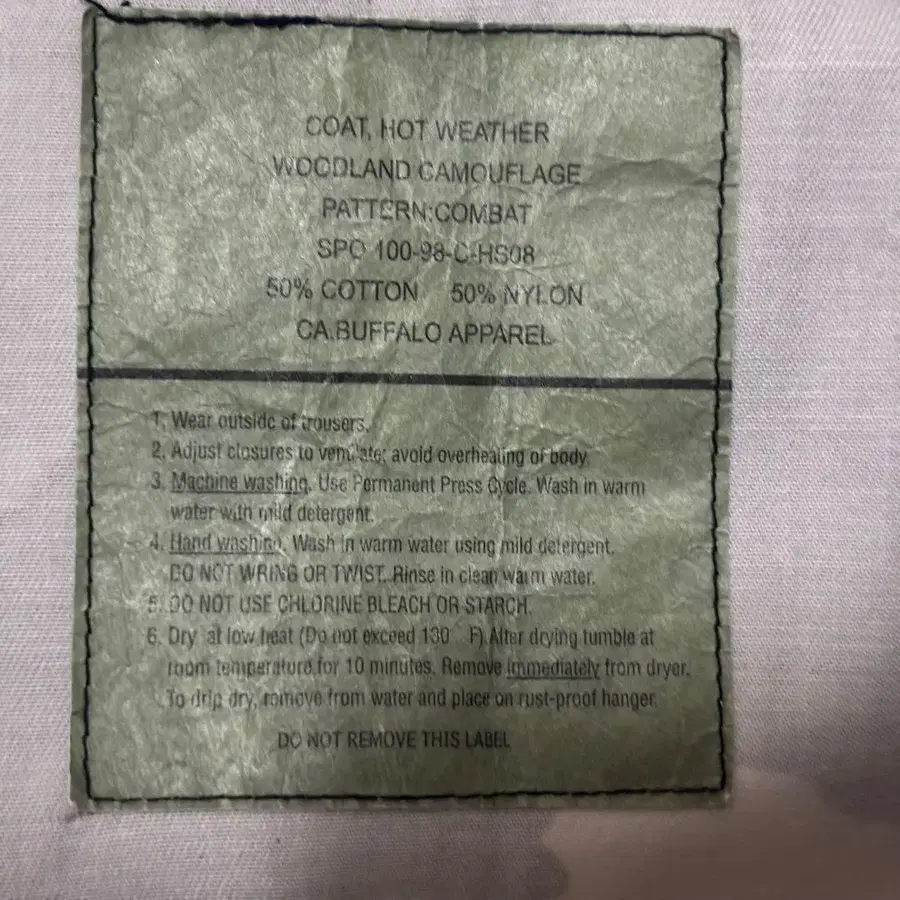 COAT, HOT WEATHER
WOODLAND CAMOUFLAGE
PATTERN:COMBAT
SPO 100-98-C-HS08
50% COTTON 50% NYLON
CA.BUFFALO APPAREL
1. Wear outside of trousers.
2. Adjust closures to ventilate; avoid overheating of body.
3. Machine washing. Use Permanent Press Cycle. Wash in warm
water with mild detergent.
4. Hand washing. Wash in warm water using mild detergent.
DO NOT WRING OR TWIST. Rinse in clean warm water.
5. DO NOT USE CHLORINE BLEACH OR STARCH.
6. Dry at low heat (Do not exceed 130 F). After drying tumble at
room temperature for 10 minutes. Remove immediately from dryer.
To drip dry, remove from water and place on rust-proof hanger.
DO NOT REMOVE THIS LABEL